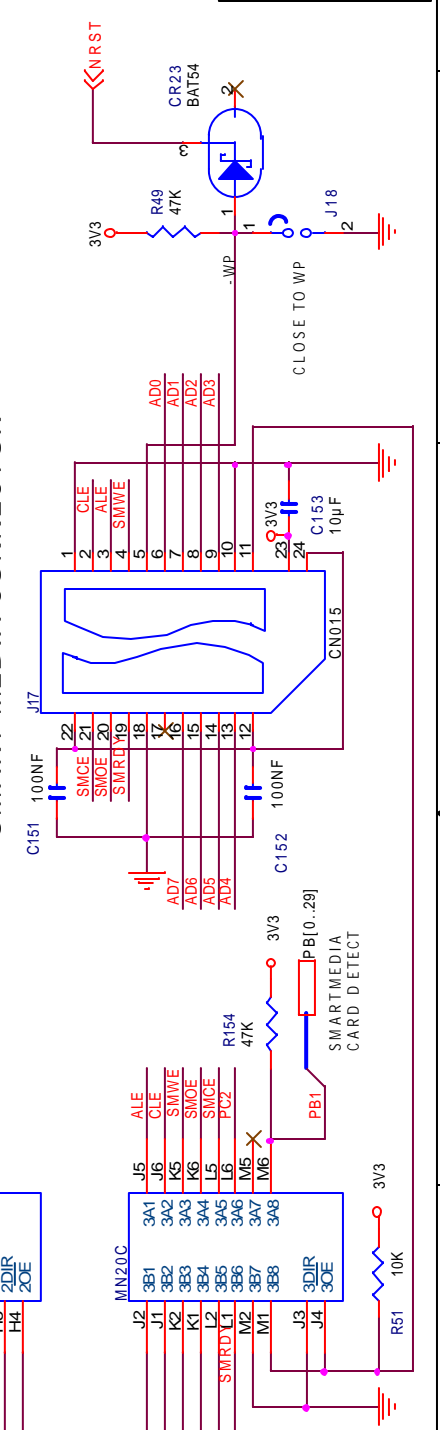 NRST
CR23
BAT54
2
3
1
R49
47K
3V3
1
J18
2
-WP
CLOSE TO WP
AD0
AD1
AD2
AD3
CLE
ALE
SMWE
1
2
3
4
5
6
7
8
9
10
11
23
24
3V3
C153
10µF
J17
CN015
22
21
20
19
18
17
16
15
14
13
12
C151
100NF
SMCE
SMOE
SMRDY
C152
100NF
AD7
AD6
AD5
AD4
3V3
R154
47K
PB[0..29]
SMARTMEDIA
CARD DETECT
PB1
ALE
CLE
SMWE
SMOE
SMCE
PC2
J5
J6
K5
K6
L5
L6
M5
M6
MN20C
3B1 3A1
3B2 3A2
3B3 3A3
3B4 3A4
3B5 3A5
3B6 3A6
3B7 3A7
3B8 3A8
3DIR
3OE
J2
J1
K2
K1
L2
L1
M2
M1
J3
J4
SMRDY
3V3
R51
10K
2DIR
2OE
H4